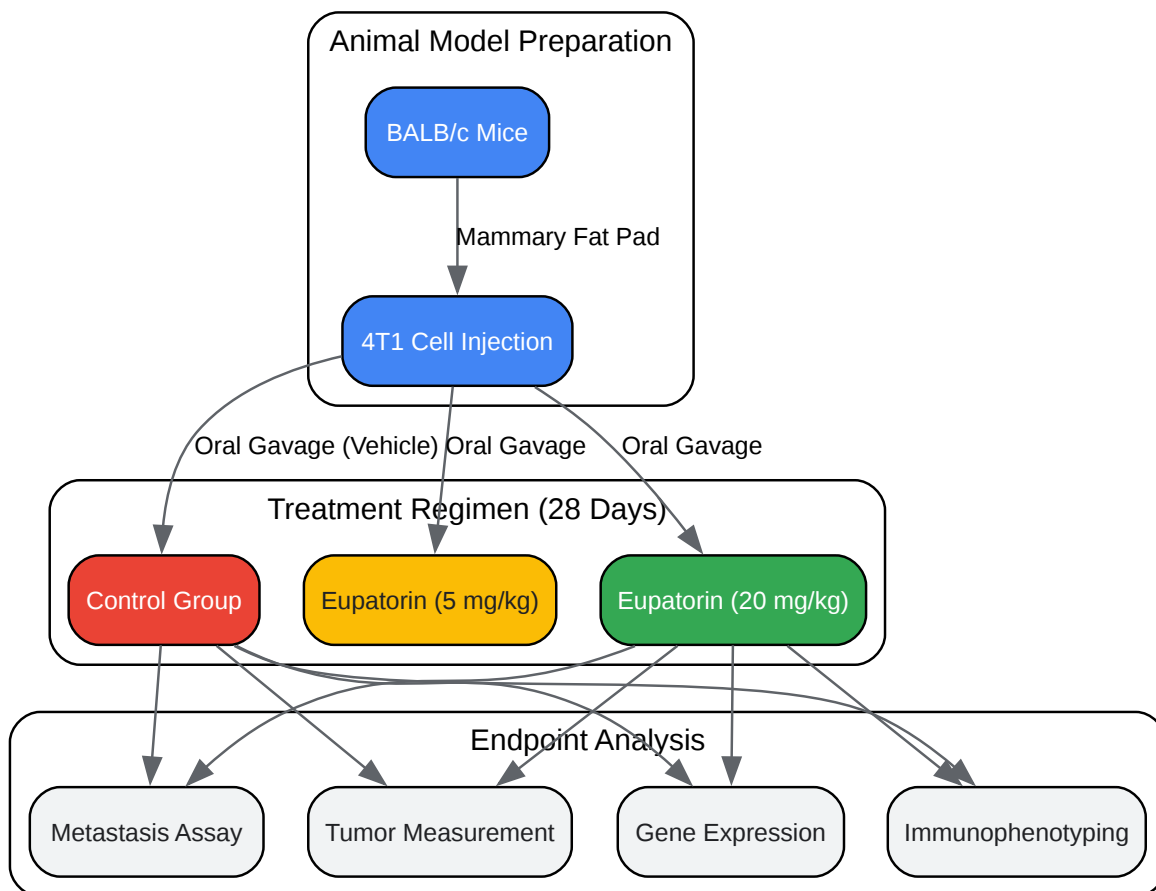 Animal Model Preparation
BALB/c Mice
Mammary Fat Pad
4T1 Cell Injection
Oral Gavage (Vehicle)
Oral Gavage
Oral Gavage
Treatment Regimen (28 Days)
Control Group
Eupatorin (5 mg/kg)
Eupatorin (20 mg/kg)
Endpoint Analysis
Metastasis Assay
Tumor Measurement
Gene Expression
Immunophenotyping